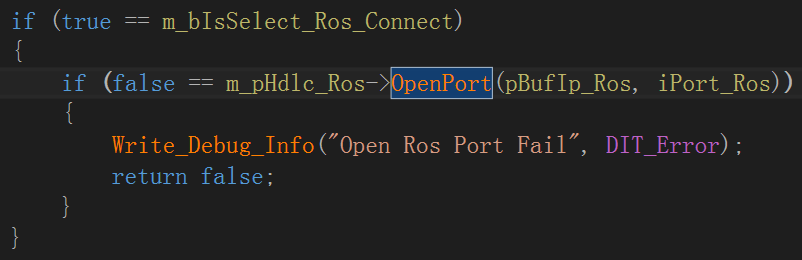 if (true == m_bIsSelect_Ros_Connect)
{
    if (false == m_pHdlc_Ros->OpenPort(pBufIp_Ros, iPort_Ros))
    {
        Write_Debug_Info("Open Ros Port Fail", DIT_Error);
        return false;
    }
}